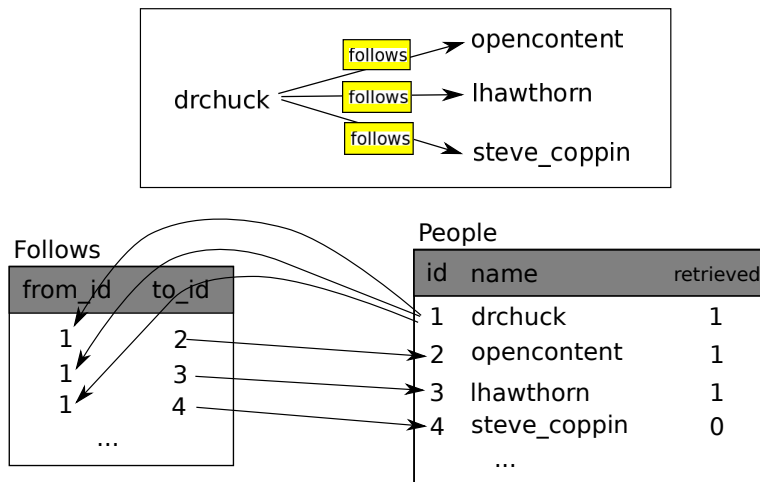 follows opencontent
drchuck follows lhawthorn
follows steve_coppin
Follows
from_id to_id
1 2
1 3
1 4
...
People
id name retrieved
1 drchuck 1
2 opencontent 1
3 lhawthorn 1
4 steve_coppin 0
...